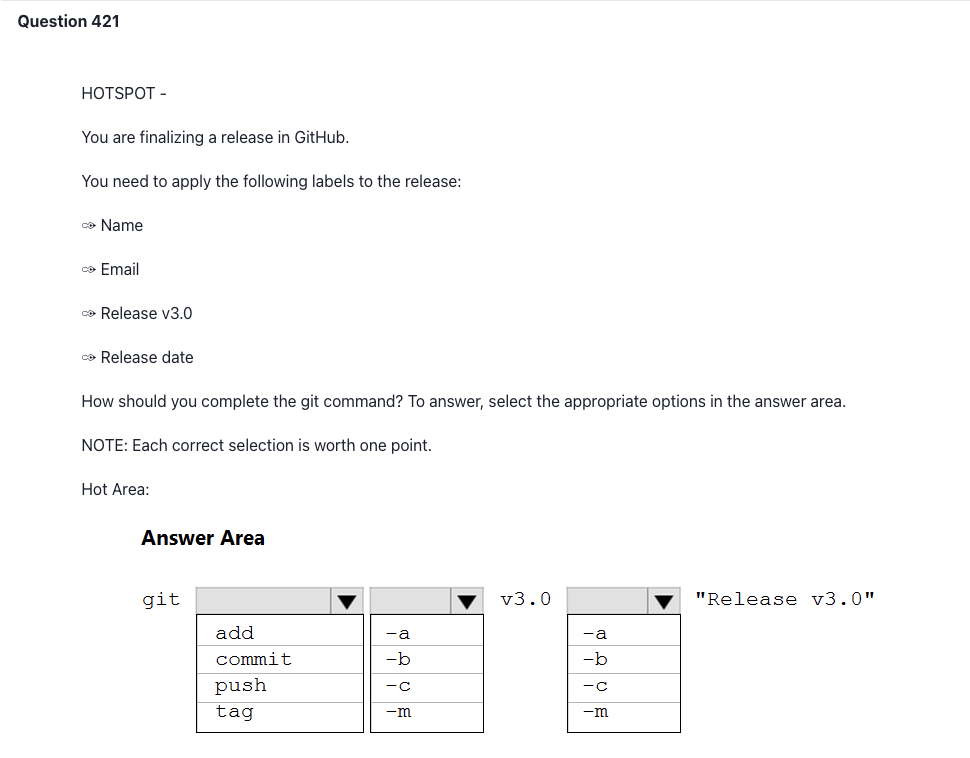 Question 421
HOTSPOT -
You are finalizing a release in GitHub.
You need to apply the following labels to the release:
✑ Name
✑ Email
✑ Release v3.0
✑ Release date
How should you complete the git command? To answer, select the appropriate options in the answer area.
NOTE: Each correct selection is worth one point.
Hot Area:
Answer Area
git v3.0 "Release v3.0"
add -a -a
commit -b -b
push -c -c
tag -m -m